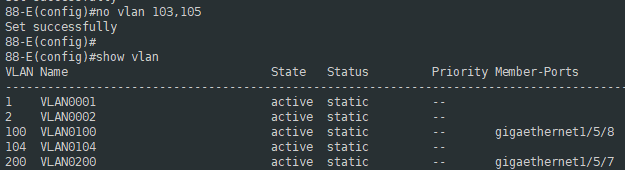 88-E(config)#no vlan 103,105
Set successfully
88-E(config)#
88-E(config)#show vlan
VLAN Name State Status Priority Member-Ports
--------------------------------------------------------------------------------
1 VLAN0001 active static --
2 VLAN0002 active static --
100 VLAN0100 active static -- gigaethernet1/5/8
104 VLAN0104 active static --
200 VLAN0200 active static -- gigaethernet1/5/7